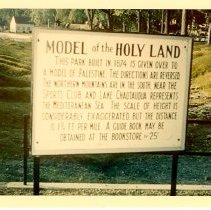 MODEL of the HOLY LAND
THIS PARK BUILT IN 1874 IS GIVEN OVER TO
A MODEL OF PALESTINE. THE DIRECTIONS ARE REVERSED
THE NORTHERN MOUNTAINS ARE IN THE SOUTH NEAR THE
SPORTS CLUB AND LAKE CHAUTAUQUA REPRESENTS
THE MEDITERRANEAN SEA. THE SCALE OF HEIGHT IS
CONSIDERABLY EXAGGERATED BUT THE DISTANCE
IS FT. PER MILE. A GUIDE BOOK MAY BE
OBTAINED AT THE BOOKSTORE 25¢